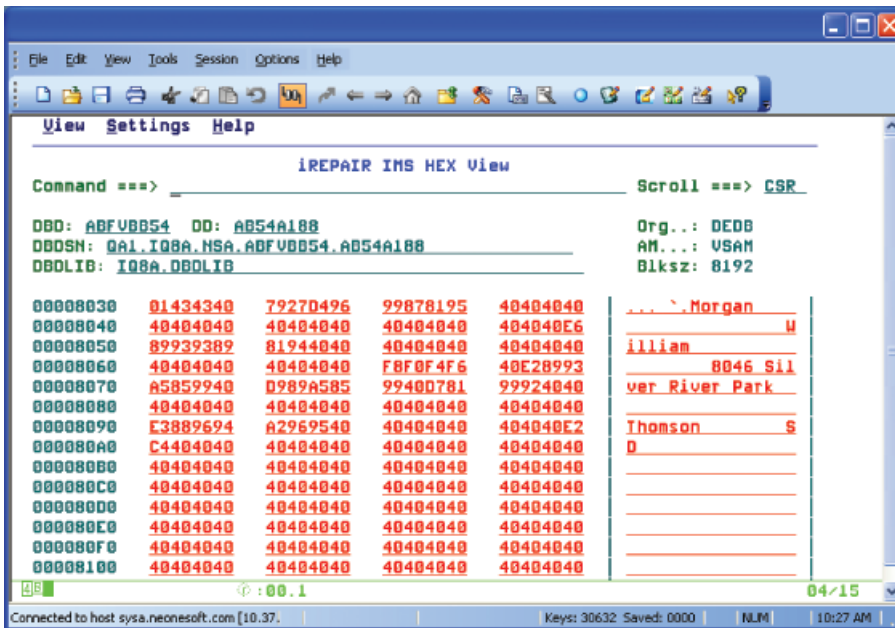 File Edit View Tools Session Options Help
View Settings Help
iREPAIR IMS HEX View
Command ===> _ Scroll ===> CSR
DBD: ABFVBB54 DD: AB54A188 Org..: DEDB
DBDSN: QA1.IQ8A.NSA.ABFVBB54.AB54A188 AM...: VSAM
DBDLIB: IQ8A.DBDLIB Blksz: 8192
00008030 01434340 7927D496 99878195 40404040 ... `.Morgan
00008040 40404040 40404040 40404040 404040E6 W
00008050 89939389 81944040 40404040 40404040 illiam
00008060 40404040 40404040 F8F0F4F6 40E28993 8046 Sil
00008070 A5859940 D989A585 9940D781 99924040 ver River Park
00008080 40404040 40404040 40404040 40404040
00008090 E3889694 A2969540 40404040 404040E2 Thomson S
000080A0 C4404040 40404040 40404040 40404040 D
000080B0 40404040 40404040 40404040 40404040
000080C0 40404040 40404040 40404040 40404040
000080D0 40404040 40404040 40404040 40404040
000080E0 40404040 40404040 40404040 40404040
000080F0 40404040 40404040 40404040 40404040
00008100 40404040 40404040 40404040 40404040
4B :00.1 04/15
Connected to host sysa.neonesoft.com [10.37. Keys: 30632 Saved: 0000 NUM 10:27 AM